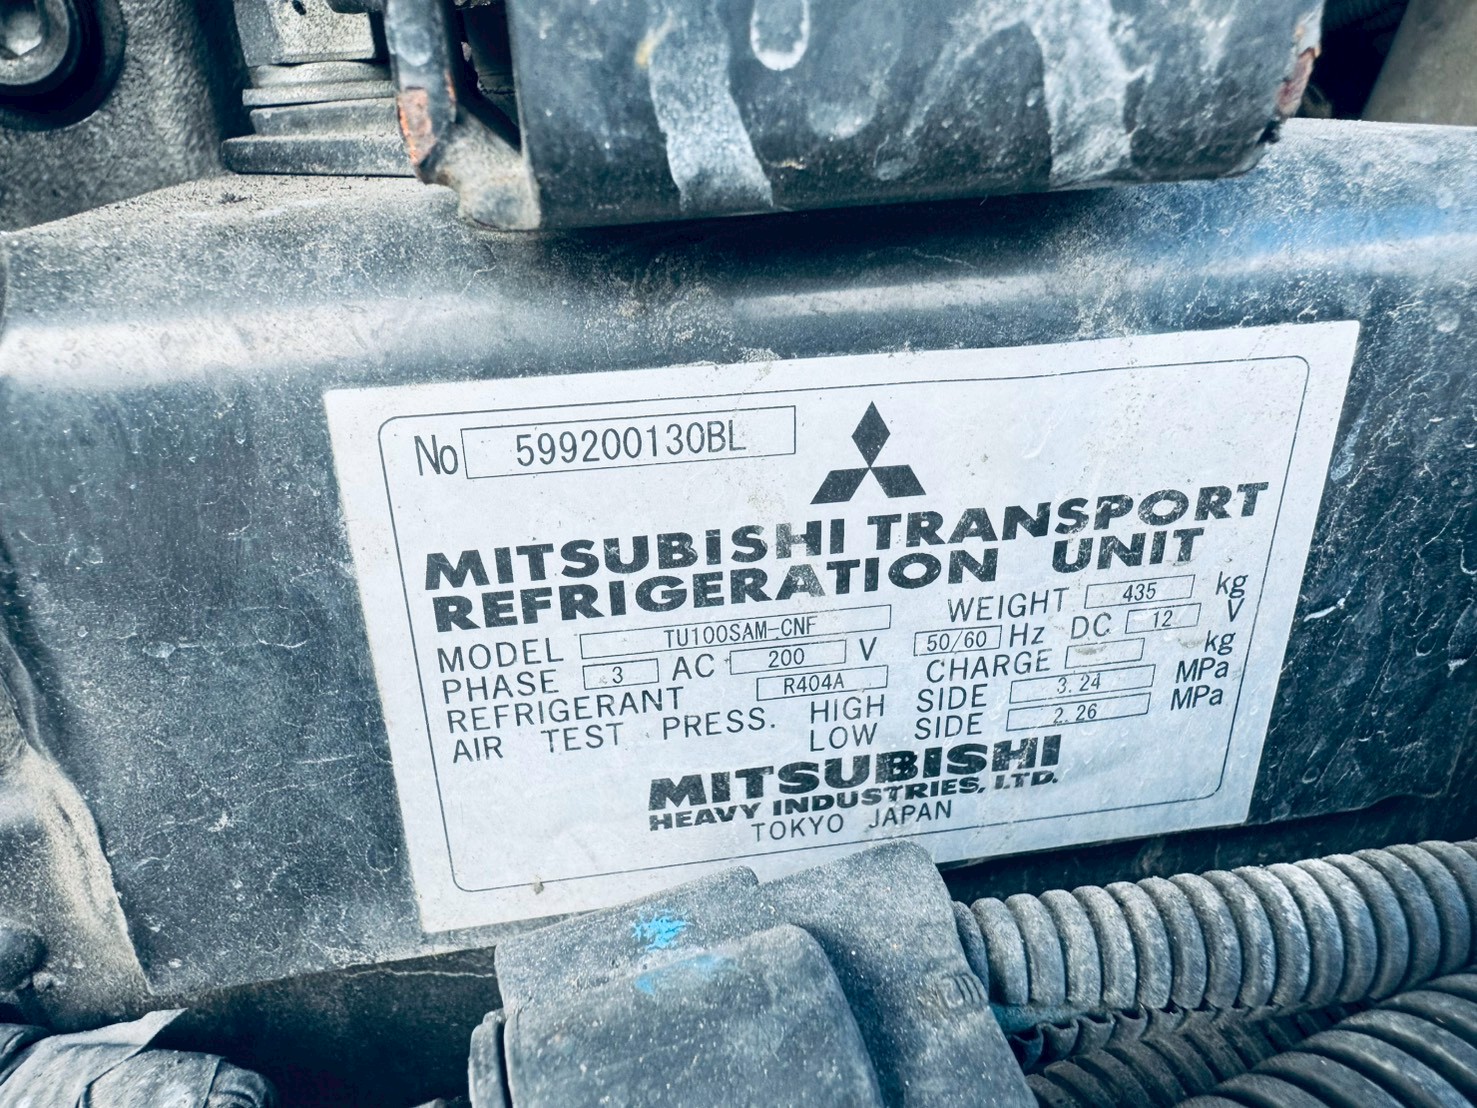 No 599200130BL
MITSUBISHI TRANSPORT
REFRIGERATION UNIT
MODEL TU100SAM-CNF WEIGHT 435 kg
PHASE 3 AC 200 V 50/60 Hz DC 12 V
REFRIGERANT R404A CHARGE kg
AIR TEST PRESS. HIGH SIDE 3.24 MPa
LOW SIDE 2.26 MPa
MITSUBISHI
HEAVY INDUSTRIES, LTD.
TOKYO JAPAN